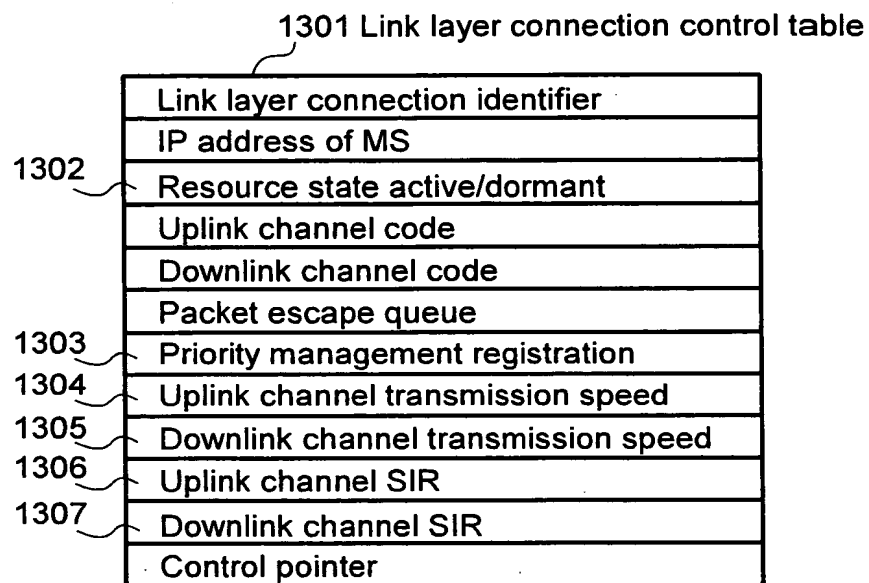 1301 Link layer connection control table
Link layer connection identifier
IP address of MS
1302 Resource state active/dormant
Uplink channel code
Downlink channel code
Packet escape queue
1303 Priority management registration
1304 Uplink channel transmission speed
1305 Downlink channel transmission speed
1306 Uplink channel SIR
1307 Downlink channel SIR
Control pointer